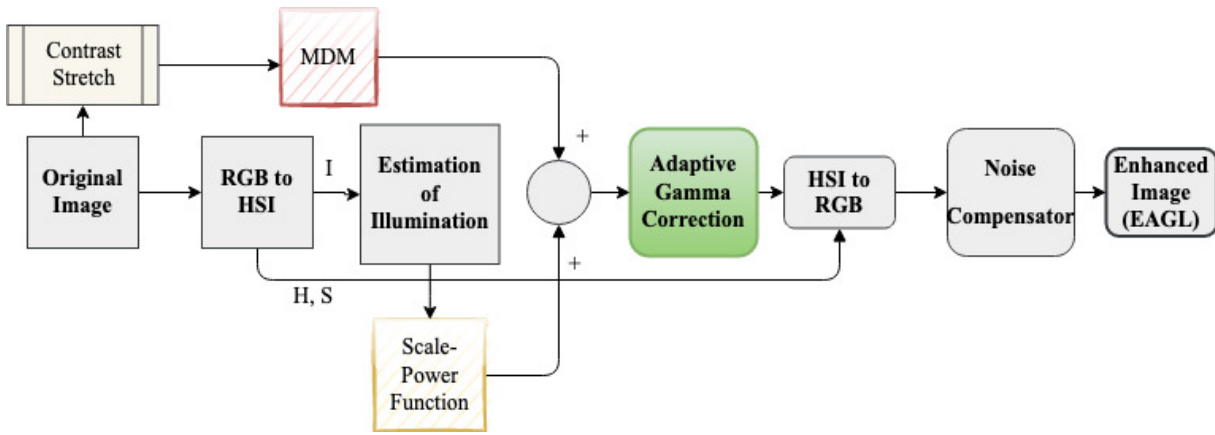 Contrast
Stretch
MDM
Original
Image
RGB to
HSI
I
Estimation
of
Illumination
+
Adaptive
Gamma
Correction
HSI to
RGB
Noise
Compensator
Enhanced
Image
(EAGL)
H, S
+
Scale-
Power
Function